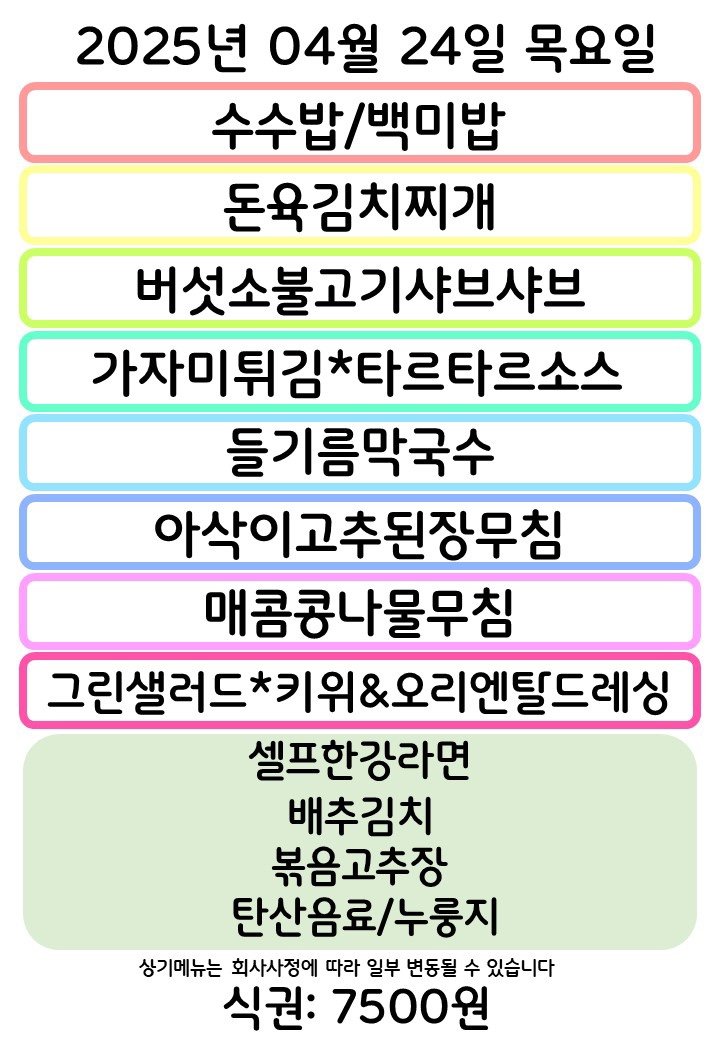 2025년 04월 24일 목요일
수수밥/백미밥
돈육김치찌개
버섯소불고기샤브샤브
가자미튀김*타르타르소스
들기름막국수
아삭이고추된장무침
매콤콩나물무침
그린샐러드*키위&오리엔탈드레싱
셀프한강라면
배추김치
볶음고추장
탄산음료/누룽지
상기메뉴는 회사사정에 따라 일부 변동될 수 있습니다
식권: 7500원